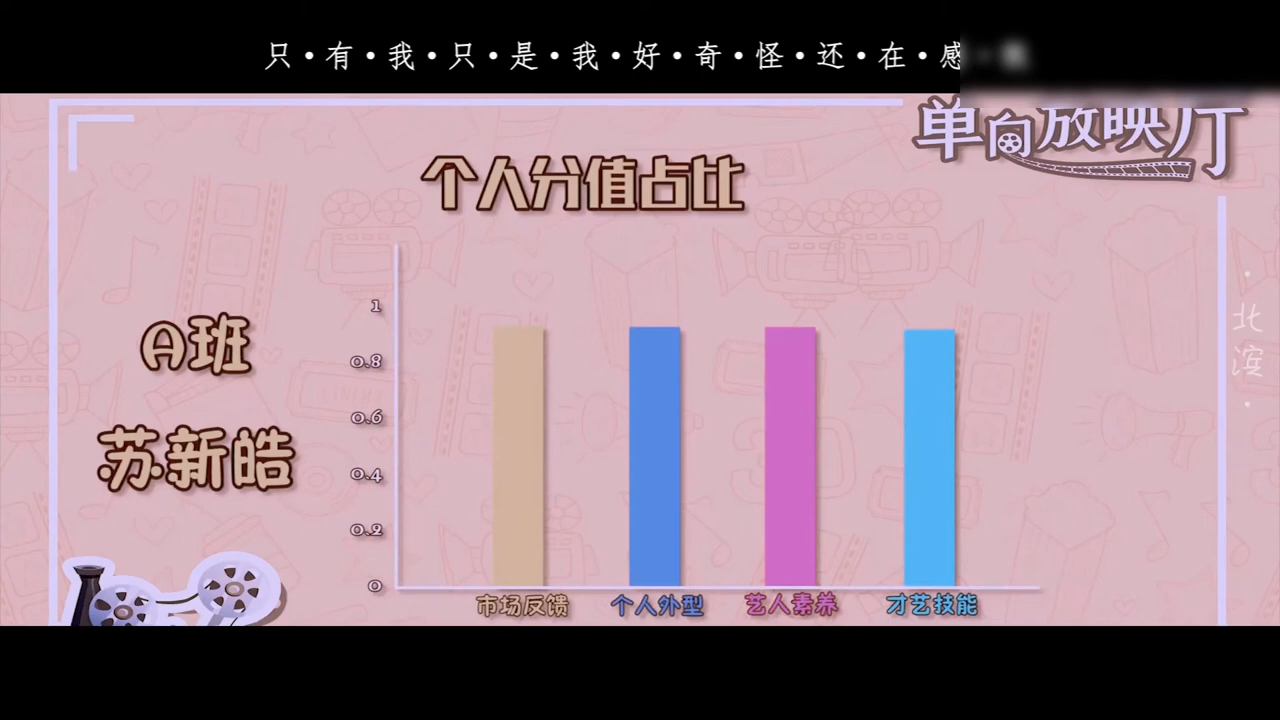 只·有·我·只·是·我·好·奇·怪·还·在·感·
单向放映厅
个人分值占比
A班
苏新皓
1
0.8
0.6
0.4
0.2
0
市场反馈 个人外型 艺人素养 才艺技能
·北滨·